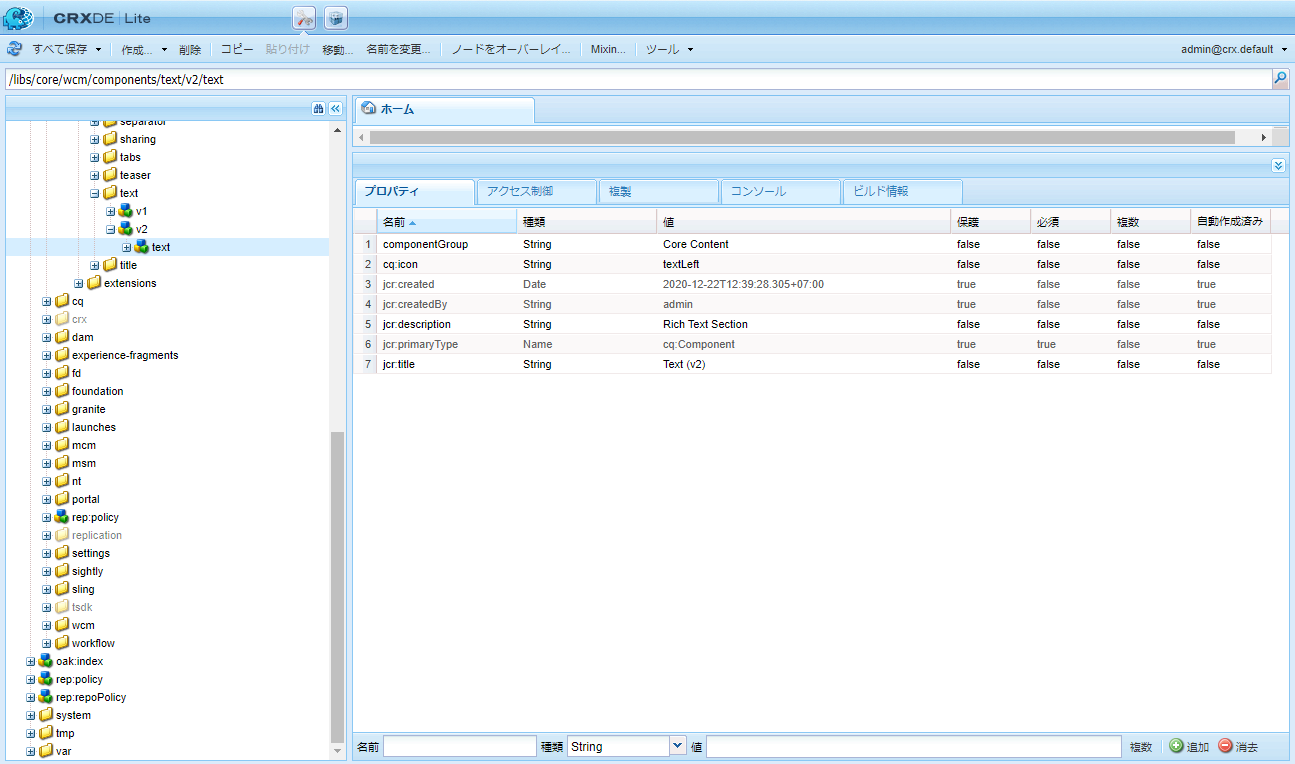 CRXDE | Lite
すべて保存 作成... 削除 コピー 貼り付け 移動... 名前を変更... ノードをオーバーレイ... Mixin... ツール admin@crx.default
/libs/core/wcm/components/text/v2/text
separator
sharing
tabs
teaser
text
v1
v2
text
title
extensions
cq
crx
dam
experience-fragments
fd
foundation
granite
launches
mcm
msm
nt
portal
rep:policy
replication
settings
sightly
sling
tsdk
wcm
workflow
oak:index
rep:policy
rep:repoPolicy
system
tmp
var
ホーム
プロパティ アクセス制御 複製 コンソール ビルド情報
名前 種類 値 保護 必須 複数 自動作成済み
1 componentGroup String Core Content false false false false
2 cq:icon String textLeft false false false false
3 jcr:created Date 2020-12-22T12:39:28.305+07:00 true false false true
4 jcr:createdBy String admin true false false true
5 jcr:description String Rich Text Section false false false false
6 jcr:primaryType Name cq:Component true true false true
7 jcr:title String Text (v2) false false false false
名前 種類 String 値 複数 追加 消去